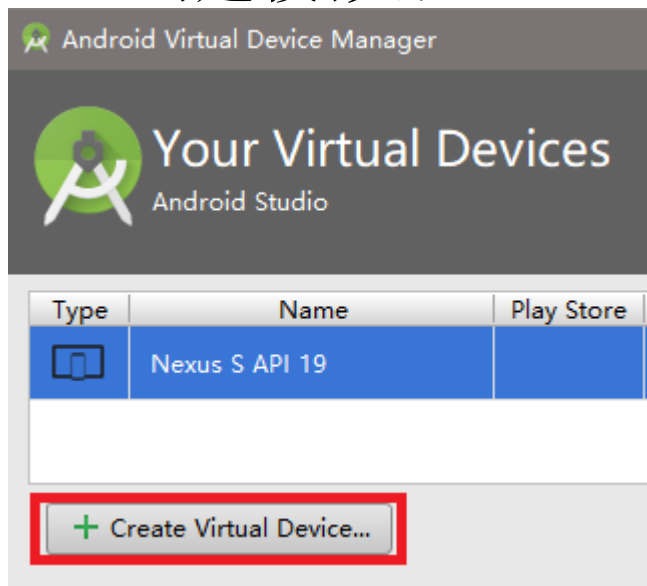 Android Virtual Device Manager
Your Virtual Devices
Android Studio
Type Name Play Store
Nexus S API 19
+ Create Virtual Device...